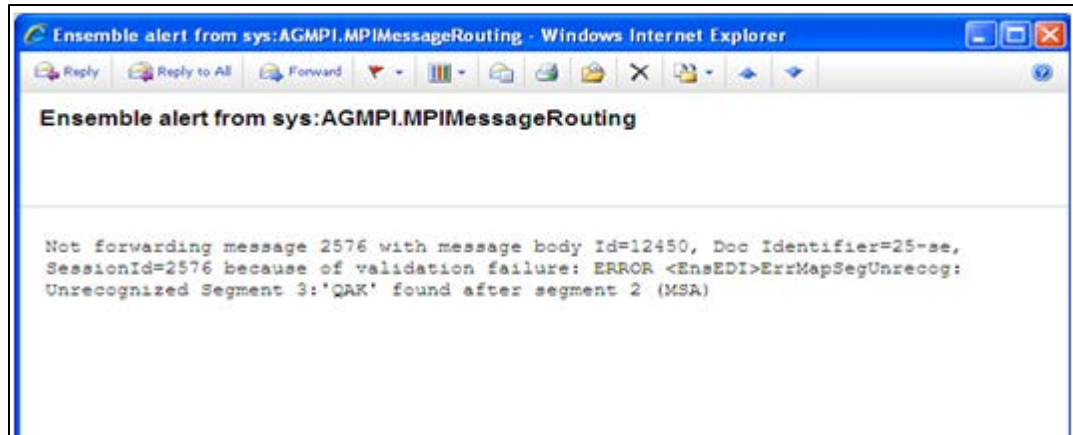 Ensemble alert from sys:AGMPI.MPIMessageRouting - Windows Internet Explorer
Reply Reply to All Forward
Ensemble alert from sys:AGMPI.MPIMessageRouting
Not forwarding message 2576 with message body Id=12450, Doc Identifier=25-se,
SessionId=2576 because of validation failure: ERROR <EnsEDI>ErrMapSegUnrecog:
Unrecognized Segment 3:'QAK' found after segment 2 (MSA)